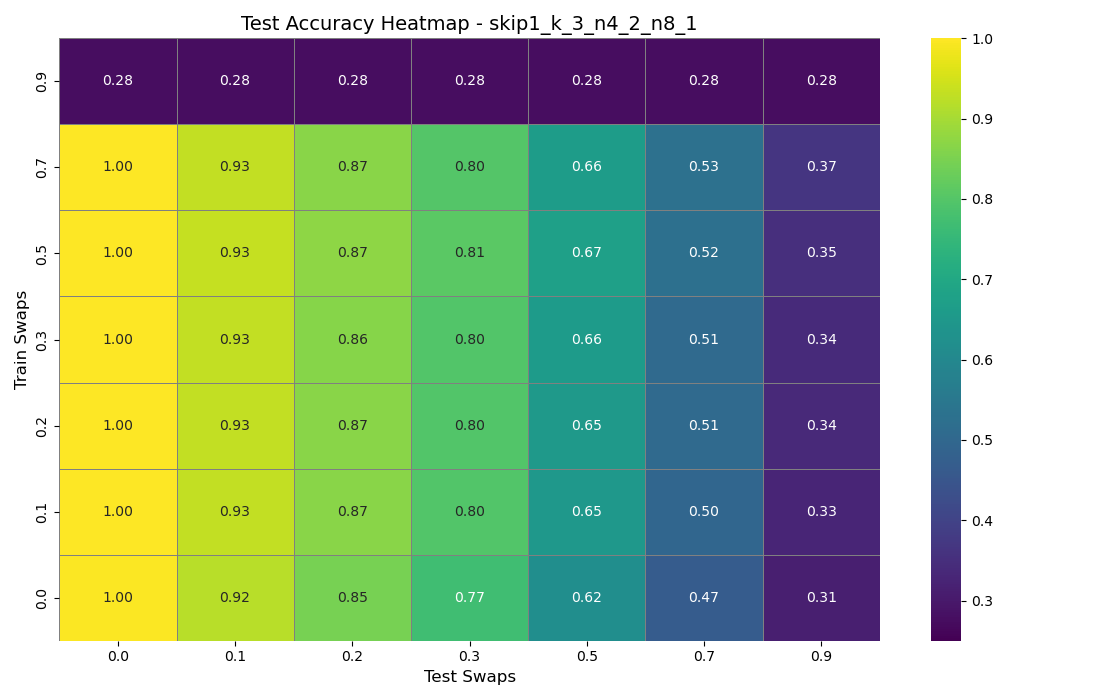 Test Accuracy Heatmap - skip1_k_3_n4_2_n8_1
Train Swaps
0.9 0.28 0.28 0.28 0.28 0.28 0.28 0.28
0.7 1.00 0.93 0.87 0.80 0.66 0.53 0.37
0.5 1.00 0.93 0.87 0.81 0.67 0.52 0.35
0.3 1.00 0.93 0.86 0.80 0.66 0.51 0.34
0.2 1.00 0.93 0.87 0.80 0.65 0.51 0.34
0.1 1.00 0.93 0.87 0.80 0.65 0.50 0.33
0.0 1.00 0.92 0.85 0.77 0.62 0.47 0.31
0.0 0.1 0.2 0.3 0.5 0.7 0.9
Test Swaps
1.0
0.9
0.8
0.7
0.6
0.5
0.4
0.3